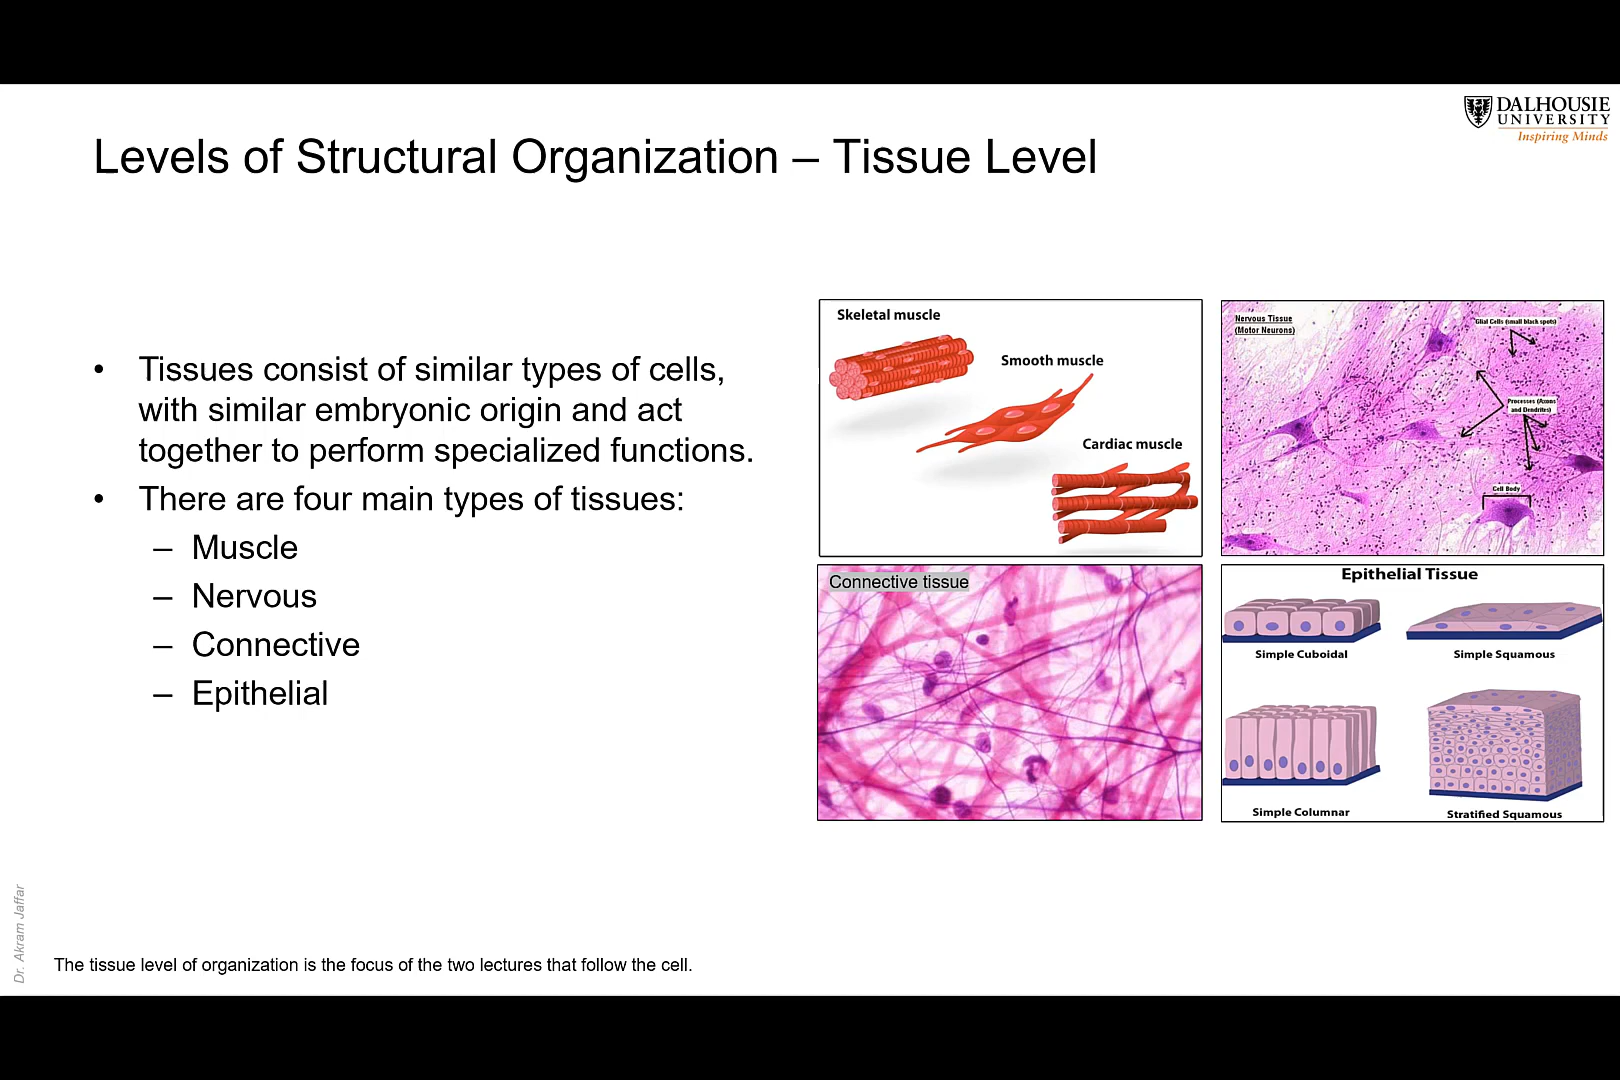 DALHOUSIE
UNIVERSITY
Inspiring Minds
Levels of Structural Organization – Tissue Level
• Tissues consist of similar types of cells,
with similar embryonic origin and act
together to perform specialized functions.
• There are four main types of tissues:
– Muscle
– Nervous
– Connective
– Epithelial
Skeletal muscle
Smooth muscle
Cardiac muscle
Nervous Tissue
(Motor Neurons)
Glial Cells (small black spots)
Processes (Axons
and Dendrites)
Cell Body
Connective tissue
Epithelial Tissue
Simple Cuboidal
Simple Squamous
Simple Columnar
Stratified Squamous
Dr. Akram Jaffar
The tissue level of organization is the focus of the two lectures that follow the cell.